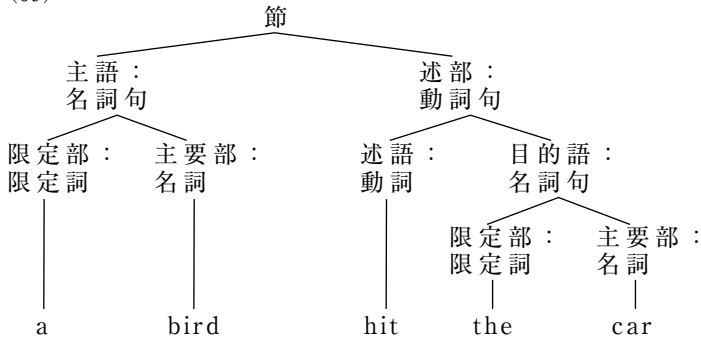 節
主語： 述部：
名詞句 動詞句
限定部： 主要部： 述語： 目的語：
限定詞 名詞 動詞 名詞句
限定部： 主要部：
限定詞 名詞
a bird hit the car